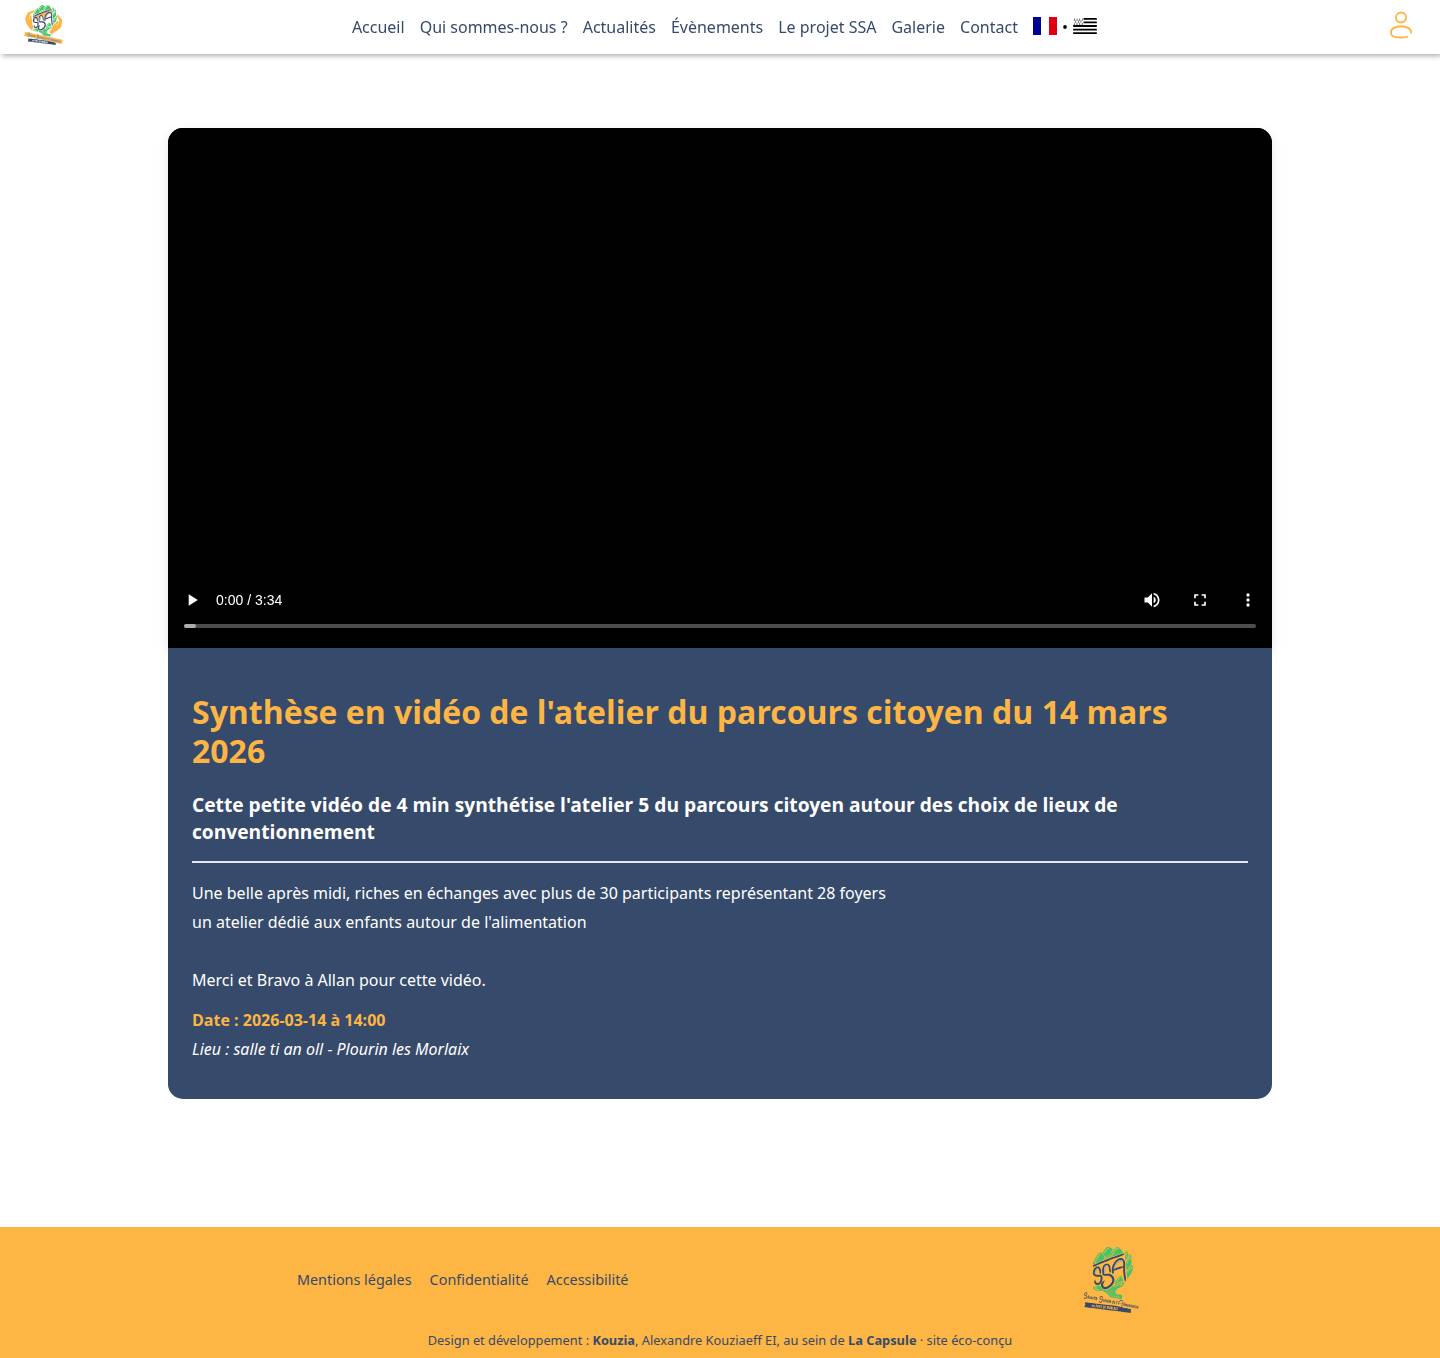 Accueil Qui sommes-nous ? Actualités Évènements Le projet SSA Galerie Contact
0:00 / 3:34
Synthèse en vidéo de l'atelier du parcours citoyen du 14 mars
2026
Cette petite vidéo de 4 min synthétise l'atelier 5 du parcours citoyen autour des choix de lieux de
conventionnement
Une belle après midi, riches en échanges avec plus de 30 participants représentant 28 foyers
un atelier dédié aux enfants autour de l'alimentation
Merci et Bravo à Allan pour cette vidéo.
Date : 2026-03-14 à 14:00
Lieu : salle ti an oll - Plourin les Morlaix
Mentions légales Confidentialité Accessibilité
SSA
Design et développement : Kouzia, Alexandre Kouziaeff EI, au sein de La Capsule · site éco-conçu